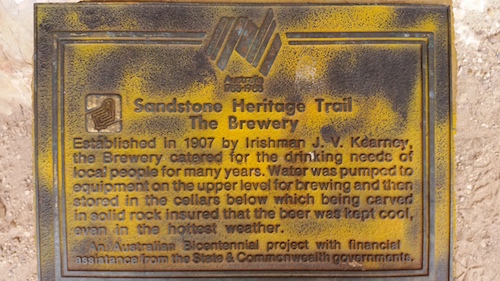 Australia
1788-1988
Sandstone Heritage Trail
The Brewery
Established in 1907 by Irishman J. V. Kearney,
the Brewery catered for the drinking needs of
local people for many years. Water was pumped to
equipment on the upper level for brewing and then
stored in the cellars below which being carved
in solid rock insured that the beer was kept cool,
even in the hottest weather.
An Australian Bicentennial project with financial
assistance from the State & Commonwealth governments.